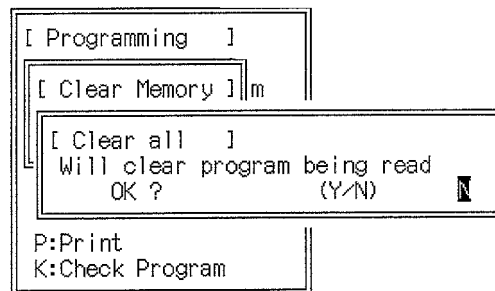 [ Programming   ]
[ Clear Memory ] m
[ Clear all   ]
Will clear program being read
OK ?   (Y/N)   N
P:Print
K:Check Program